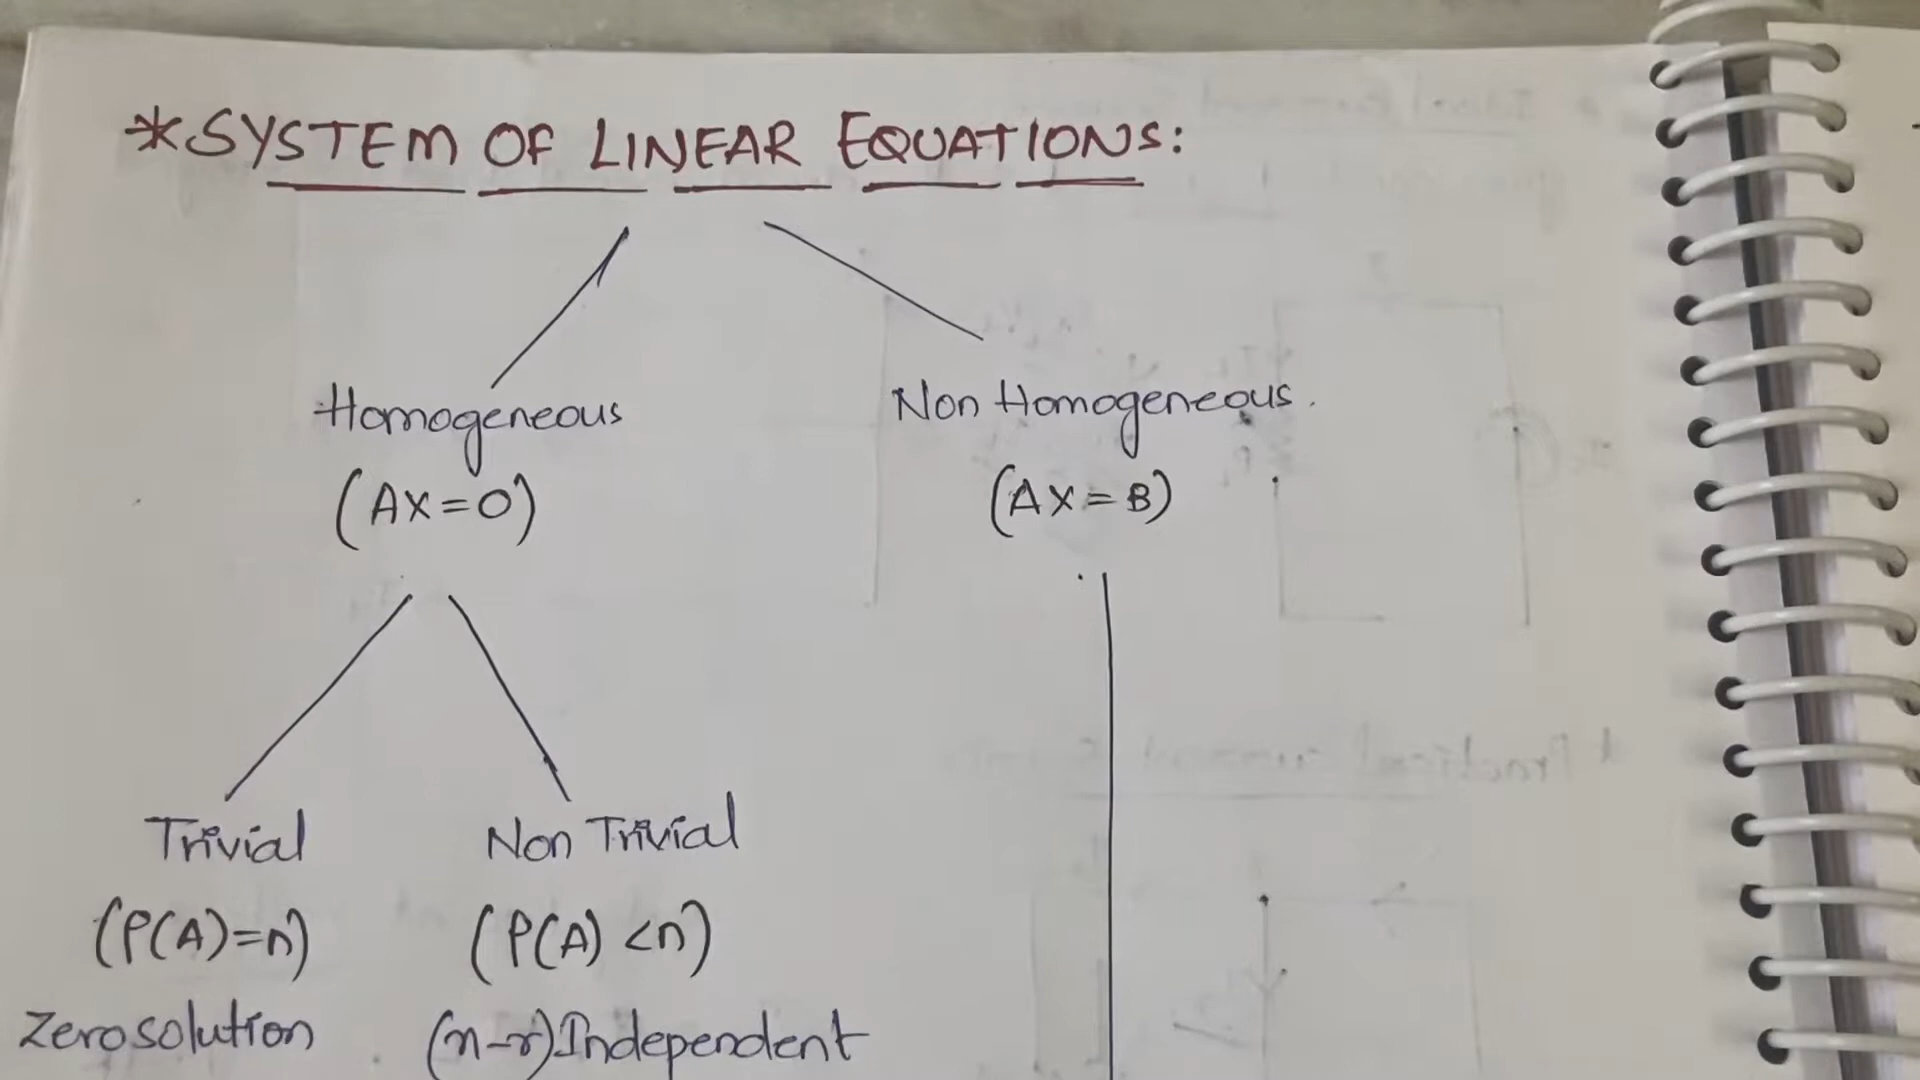 *SYSTEM OF LINEAR EQUATIONS:
Homogeneous
(AX=0)
Non Homogeneous.
(AX=B)
Trivial
(P(A)=n)
Zero solution
Non Trivial
(P(A) <n)
(n-r)Independent